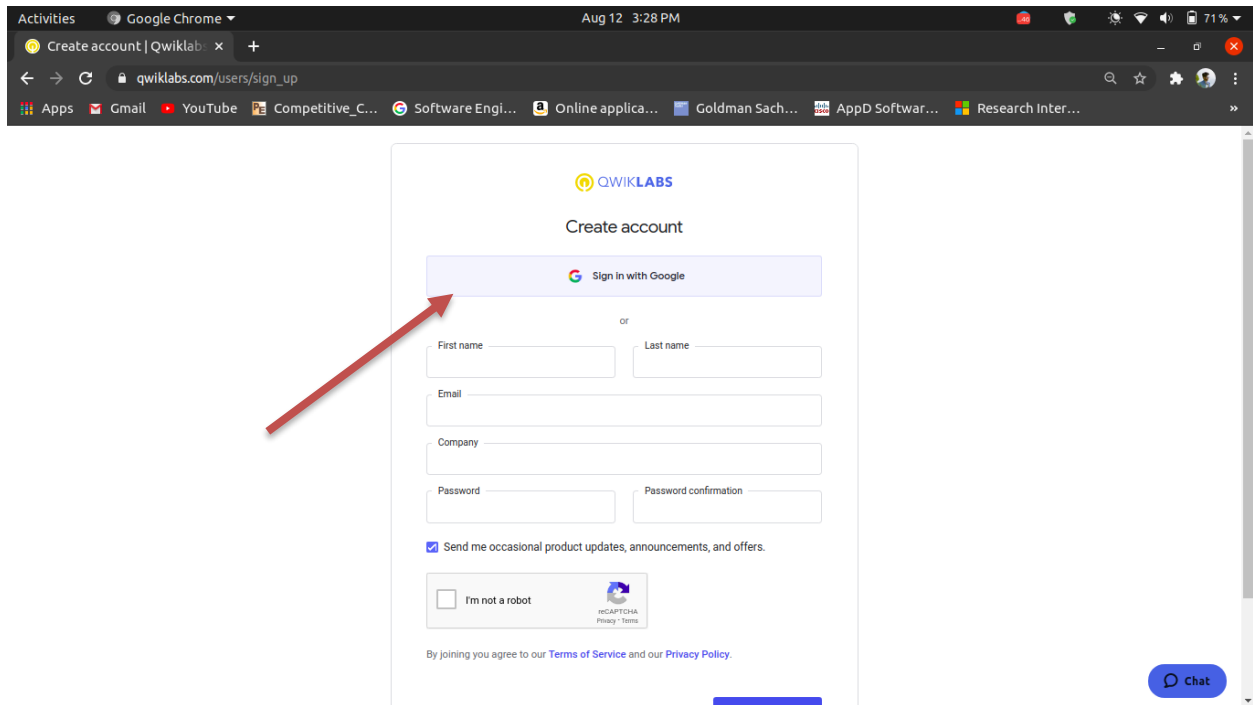 Activities Google Chrome Aug 12 3:28 PM 71 %
Create account | Qwiklabs
qwiklabs.com/users/sign_up
Apps Gmail YouTube Competitive_C... Software Engi... Online applica... Goldman Sach... AppD Softwar... Research Inter... »
QWIKLABS
Create account
Sign in with Google
or
First name Last name
Email
Company
Password Password confirmation
Send me occasional product updates, announcements, and offers.
I'm not a robot
reCAPTCHA
Privacy - Terms
By joining you agree to our Terms of Service and our Privacy Policy.
Chat